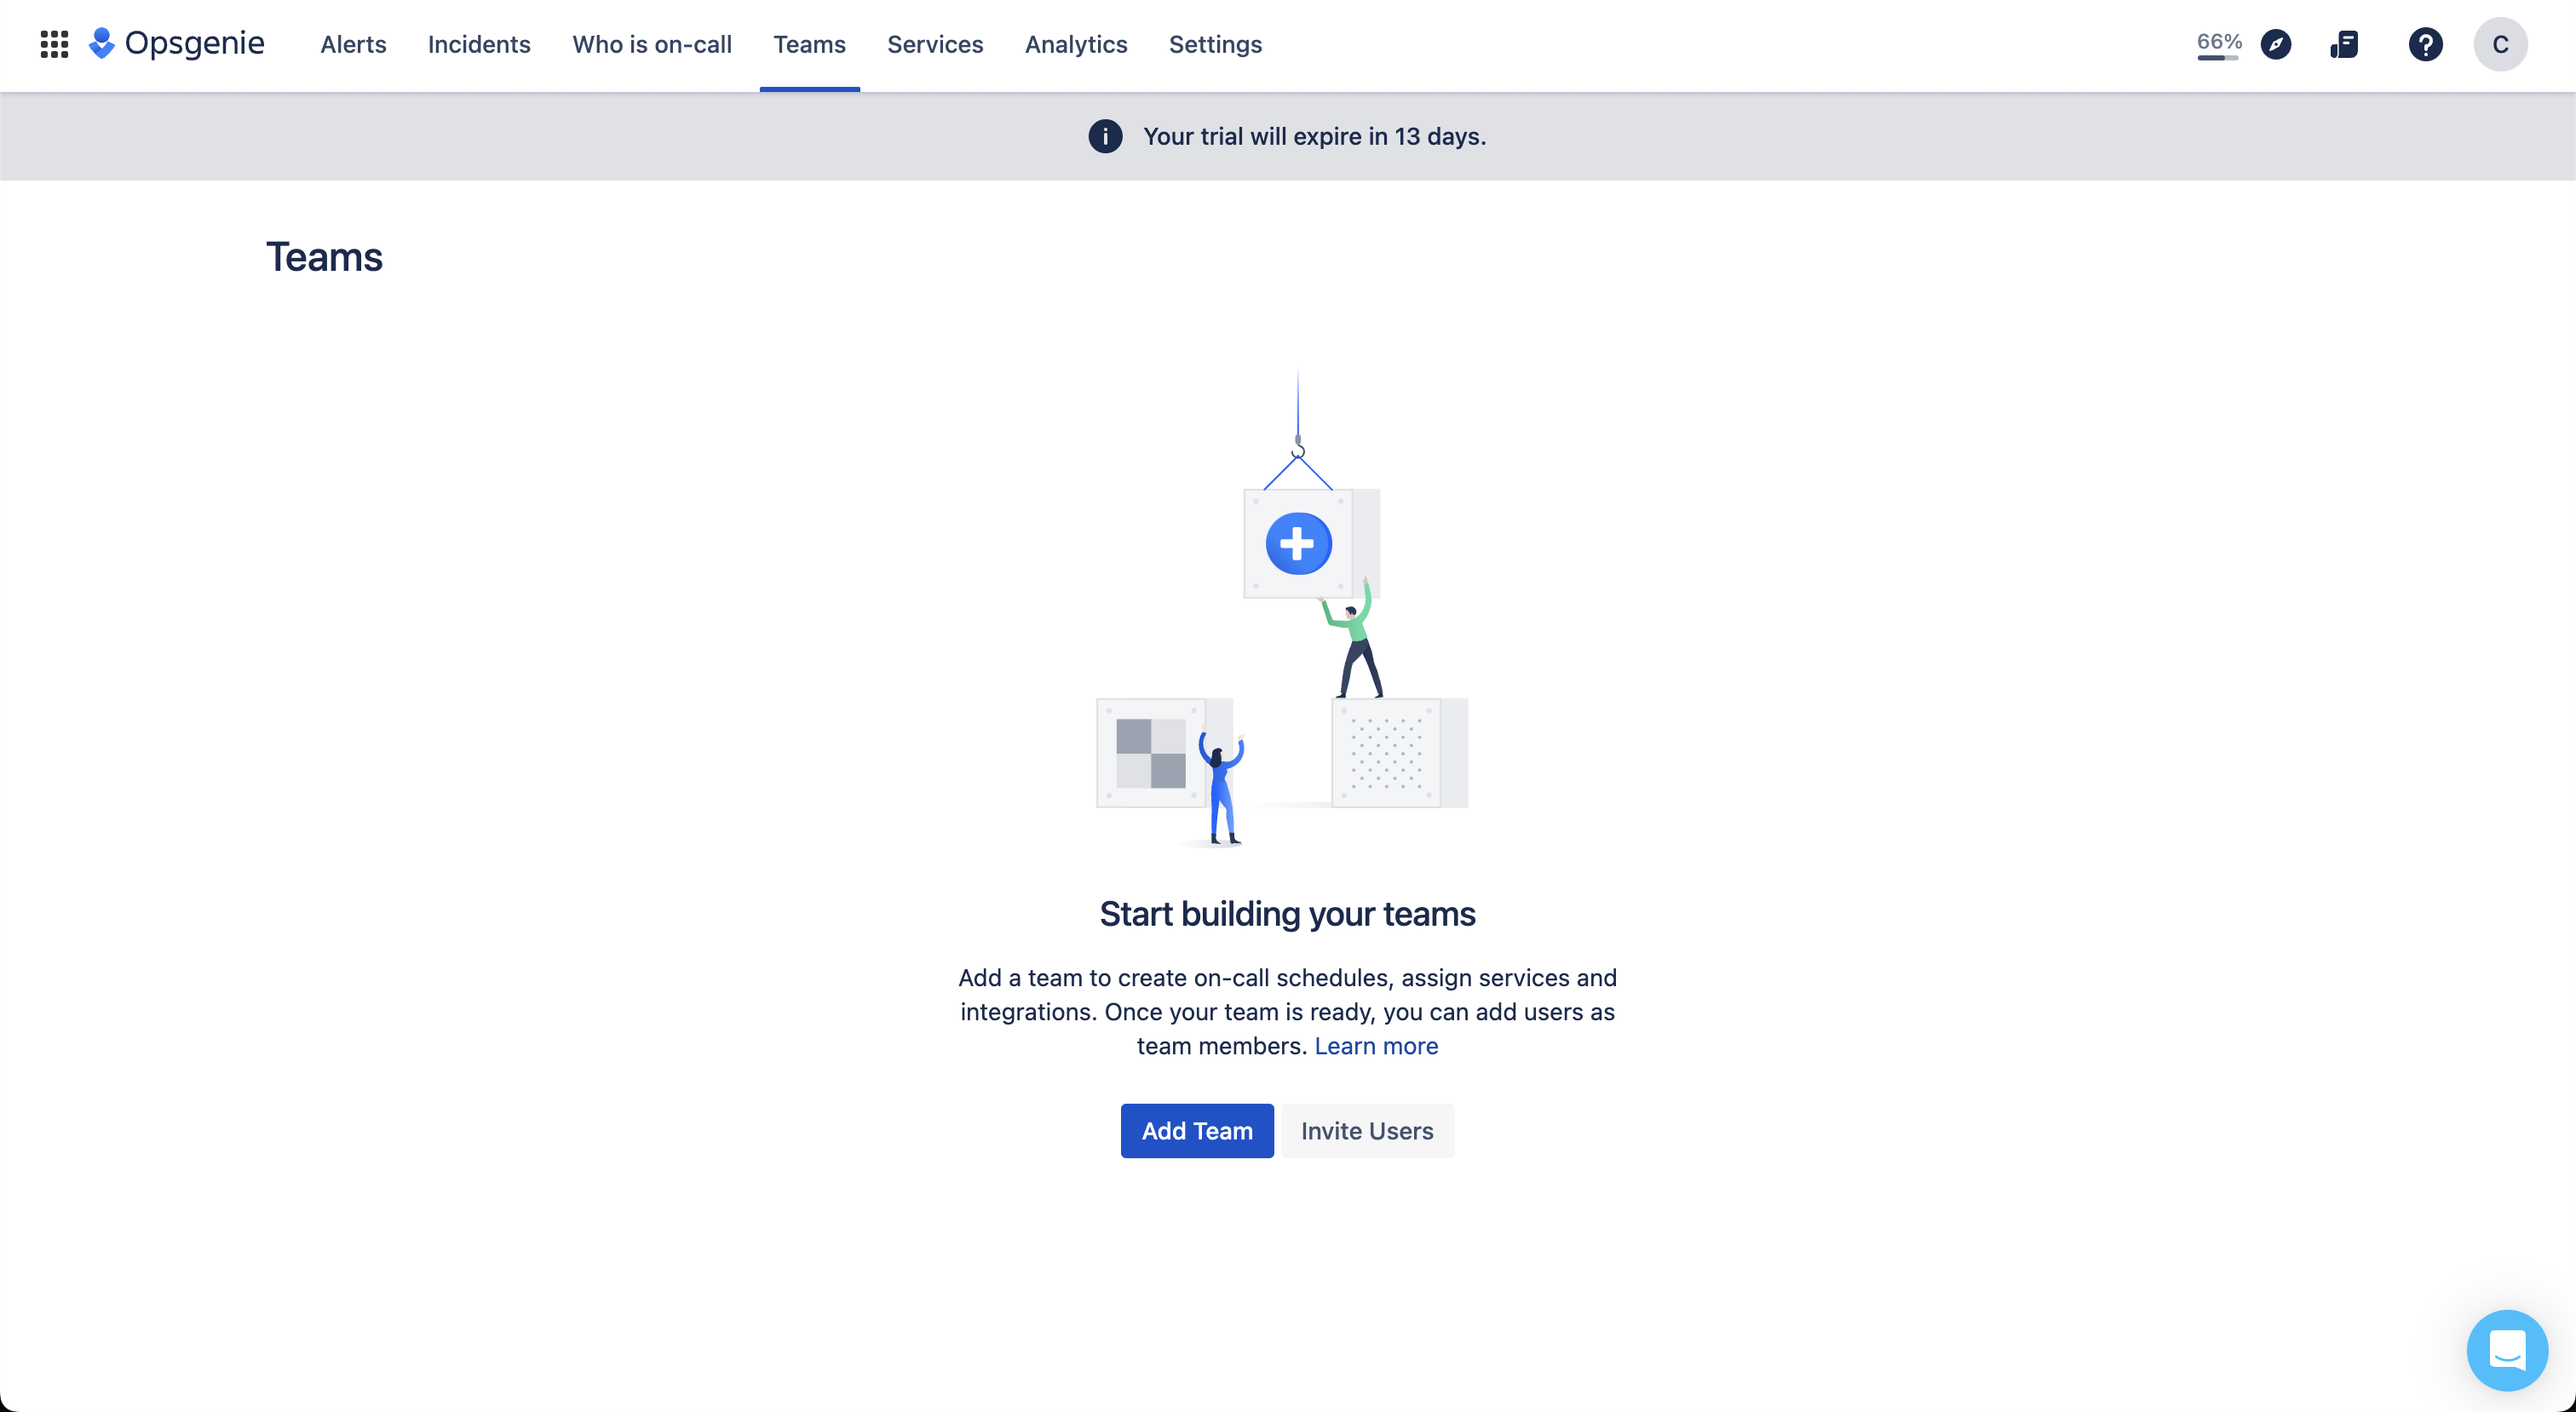 Opsgenie Alerts Incidents Who is on-call Teams Services Analytics Settings 66% C
Your trial will expire in 13 days.
Teams
Start building your teams
Add a team to create on-call schedules, assign services and
integrations. Once your team is ready, you can add users as
team members. Learn more
Add Team Invite Users